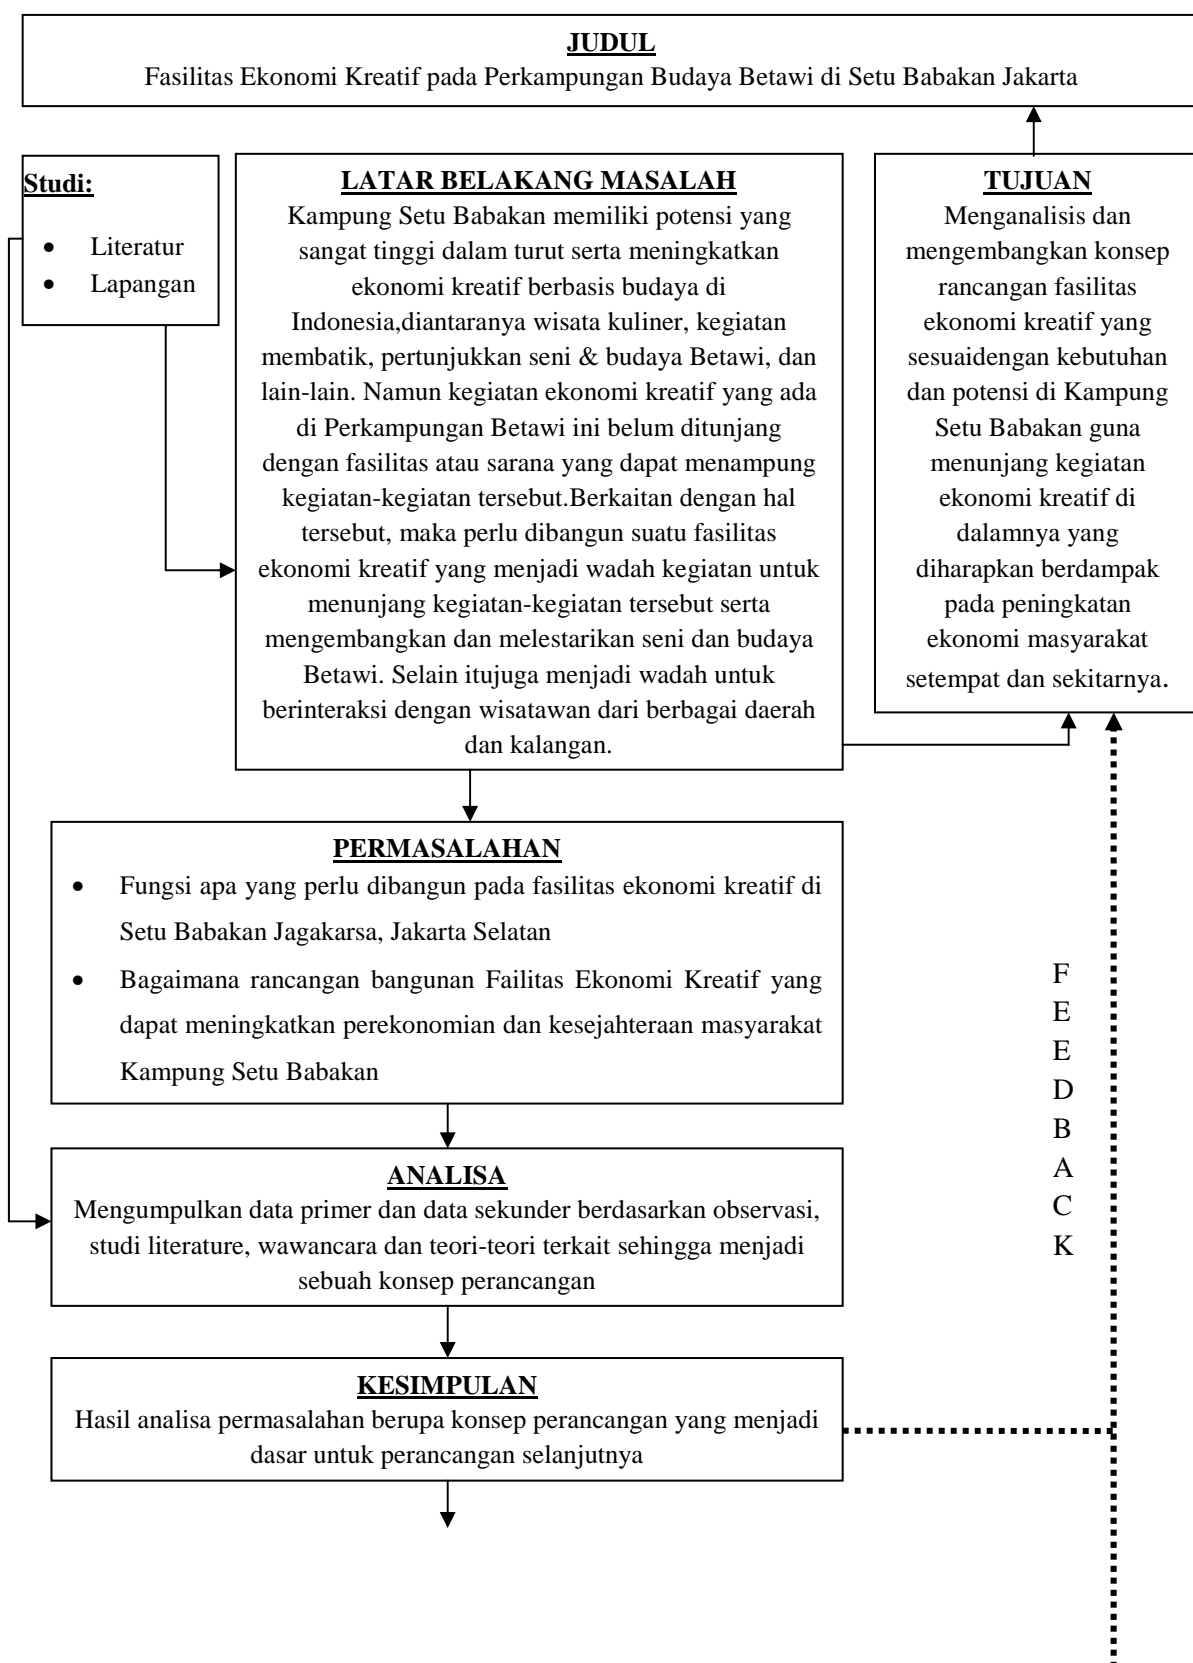 JUDUL
Fasilitas Ekonomi Kreatif pada Perkampungan Budaya Betawi di Setu Babakan Jakarta
Studi:
• Literatur
• Lapangan
LATAR BELAKANG MASALAH
Kampung Setu Babakan memiliki potensi yang
sangat tinggi dalam turut serta meningkatkan
ekonomi kreatif berbasis budaya di
Indonesia,diantaranya wisata kuliner, kegiatan
membatik, pertunjukkan seni & budaya Betawi, dan
lain-lain. Namun kegiatan ekonomi kreatif yang ada
di Perkampungan Betawi ini belum ditunjang
dengan fasilitas atau sarana yang dapat menampung
kegiatan-kegiatan tersebut.Berkaitan dengan hal
tersebut, maka perlu dibangun suatu fasilitas
ekonomi kreatif yang menjadi wadah kegiatan untuk
menunjang kegiatan-kegiatan tersebut serta
mengembangkan dan melestarikan seni dan budaya
Betawi. Selain itujuga menjadi wadah untuk
berinteraksi dengan wisatawan dari berbagai daerah
dan kalangan.
TUJUAN
Menganalisis dan
mengembangkan konsep
rancangan fasilitas
ekonomi kreatif yang
sesuaidengan kebutuhan
dan potensi di Kampung
Setu Babakan guna
menunjang kegiatan
ekonomi kreatif di
dalamnya yang
diharapkan berdampak
pada peningkatan
ekonomi masyarakat
setempat dan sekitarnya.
PERMASALAHAN
• Fungsi apa yang perlu dibangun pada fasilitas ekonomi kreatif di
Setu Babakan Jagakarsa, Jakarta Selatan
• Bagaimana rancangan bangunan Failitas Ekonomi Kreatif yang
dapat meningkatkan perekonomian dan kesejahteraan masyarakat
Kampung Setu Babakan
F
E
E
D
B
A
C
K
ANALISA
Mengumpulkan data primer dan data sekunder berdasarkan observasi,
studi literature, wawancara dan teori-teori terkait sehingga menjadi
sebuah konsep perancangan
KESIMPULAN
Hasil analisa permasalahan berupa konsep perancangan yang menjadi
dasar untuk perancangan selanjutnya